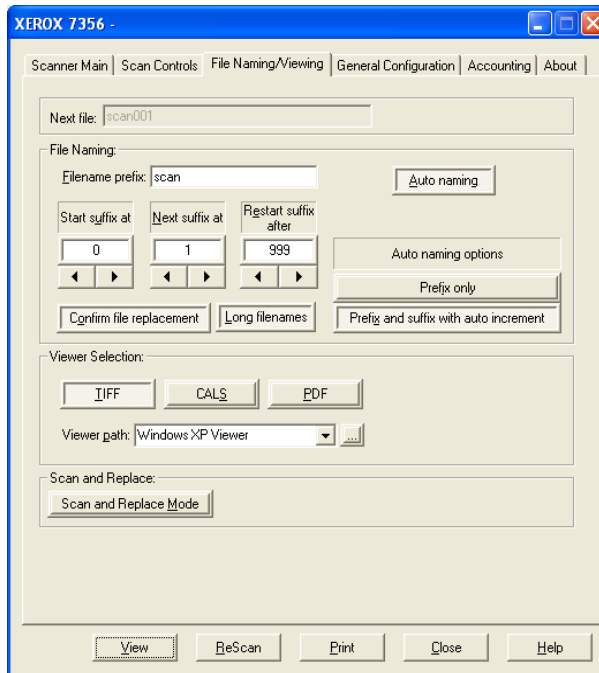 XEROX 7356 -
Scanner Main Scan Controls File Naming/Viewing General Configuration Accounting About
Next file: scan001
File Naming:
Filename prefix: scan
Auto naming
Start suffix at Next suffix at Restart suffix after
0 1 999
Auto naming options
Prefix only
Confirm file replacement Long filenames Prefix and suffix with auto increment
Viewer Selection:
TIFF CALS PDF
Viewer path: Windows XP Viewer ...
Scan and Replace:
Scan and Replace Mode
View ReScan Print Close Help